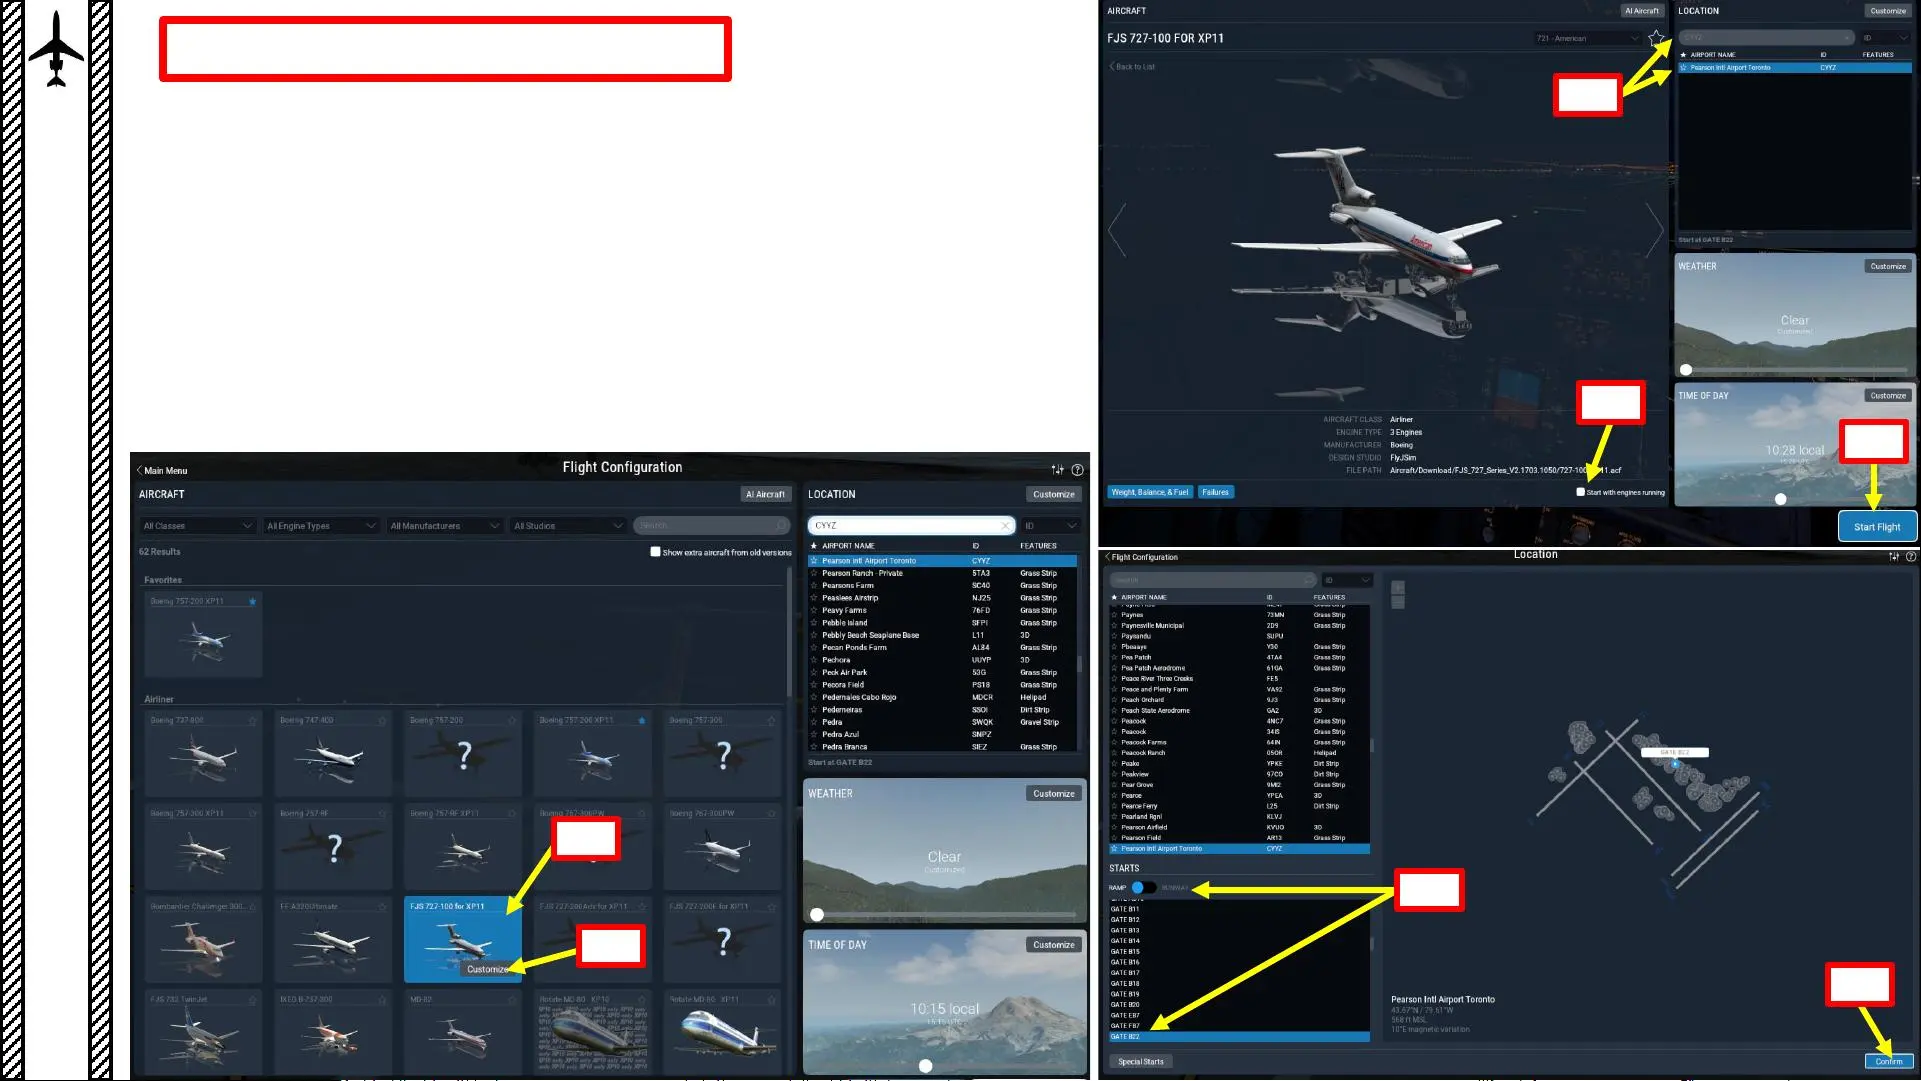 AIRCRAFT
AI Aircraft
FJS 727-100 FOR XP11
721 - American
Back to List
AIRCRAFT CLASS Airliner
ENGINE TYPE 3 Engines
MANUFACTURER Boeing
DESIGN STUDIO FlyJSim
FILE PATH Aircraft/Download/FJS_727_Series_V2.1703.1050/727-100 11.acf
Weight, Balance, & Fuel
Failures
Start with engines running
LOCATION
Customize
CYYZ
ID
AIRPORT NAME ID FEATURES
Pearson Intl Airport Toronto CYYZ
Start at GATE B22
WEATHER
Customize
Clear
Customized
TIME OF DAY
Customize
10:28 local
Start Flight
Main Menu
Flight Configuration
AIRCRAFT
AI Aircraft
All Classes
All Engine Types
All Manufacturers
All Studios
Search
62 Results
Show extra aircraft from old versions
Favorites
Boeing 757-200 XP11
Airliner
Boeing 737-800
Boeing 747-400
Boeing 757-200
Boeing 757-200 XP11
Boeing 757-300
Boeing 757-300 XP11
Boeing 757-RF
Boeing 757-RF XP11
Boeing 767-300PW
Bombardier Challenger 300...
FF A320Ultimate
FJS 727-100 for XP11
Customize
FJS 727-200Adv for XP11
FJS 727-200F for XP11
FJS 732 TwinJet
IXEG B-737-300
MD-82
Rotate MD-80 XP10
Rotate MD-80 XP11
LOCATION
Customize
CYYZ
ID
AIRPORT NAME ID FEATURES
Pearson Intl Airport Toronto CYYZ
Pearson Ranch - Private 5TA3 Grass Strip
Pearsons Farm SC40 Grass Strip
Peaslees Airstrip NJ25 Grass Strip
Peavy Farms 76FD Grass Strip
Pebble Island SFPI Grass Strip
Pebbly Beach Seaplane Base L11 3D
Pecan Ponds Farm AL84 Grass Strip
Pechora UUYP 3D
Peck Air Park 53G Grass Strip
Pecora Field PS18 Grass Strip
Pedernales Cabo Rojo MDCR Helipad
Pederneiras SSOI Dirt Strip
Pedra SWQK Gravel Strip
Pedra Azul SNPZ
Pedra Branca SIEZ Grass Strip
Start at GATE B22
WEATHER
Customize
Clear
Customized
TIME OF DAY
Customize
10:15 local
15:15 UTC
Flight Configuration
Location
ID
AIRPORT NAME ID FEATURES
Paynes 73MN Grass Strip
Paynesville Municipal 2D9 Grass Strip
Paysandu SUPU
Pbeaaye Y30 Grass Strip
Pea Patch 4TA4 Grass Strip
Pea Patch Aerodrome 61GA Grass Strip
Peace River Three Creeks FE5
Peace and Plenty Farm VA92 Grass Strip
Peach Orchard 9J3 Grass Strip
Peach State Aerodrome GA2 3D
Peacock 4NC7 Grass Strip
Peacock 34IS Grass Strip
Peacock Farms 64IN Grass Strip
Peacock Ranch 05OR Helipad
Peake YPKE Dirt Strip
Peakview 97CO Dirt Strip
Pear Grove 9MI2 Grass Strip
Pearce YPEA 3D
Pearce Ferry L25 Dirt Strip
Pearland Rgnl KLVJ
Pearson Airfield KVUO 3D
Pearson Field AR13 Grass Strip
Pearson Intl Airport Toronto CYYZ
STARTS
RAMP RUNWAY
GATE B11
GATE B12
GATE B13
GATE B14
GATE B15
GATE B16
GATE B17
GATE B18
GATE B19
GATE B20
GATE EB7
GATE FB7
GATE B22
Special Starts
GATE B22
Pearson Intl Airport Toronto
43.67°N / 79.61°W
568 ft MSL
10°E magnetic variation
Confirm